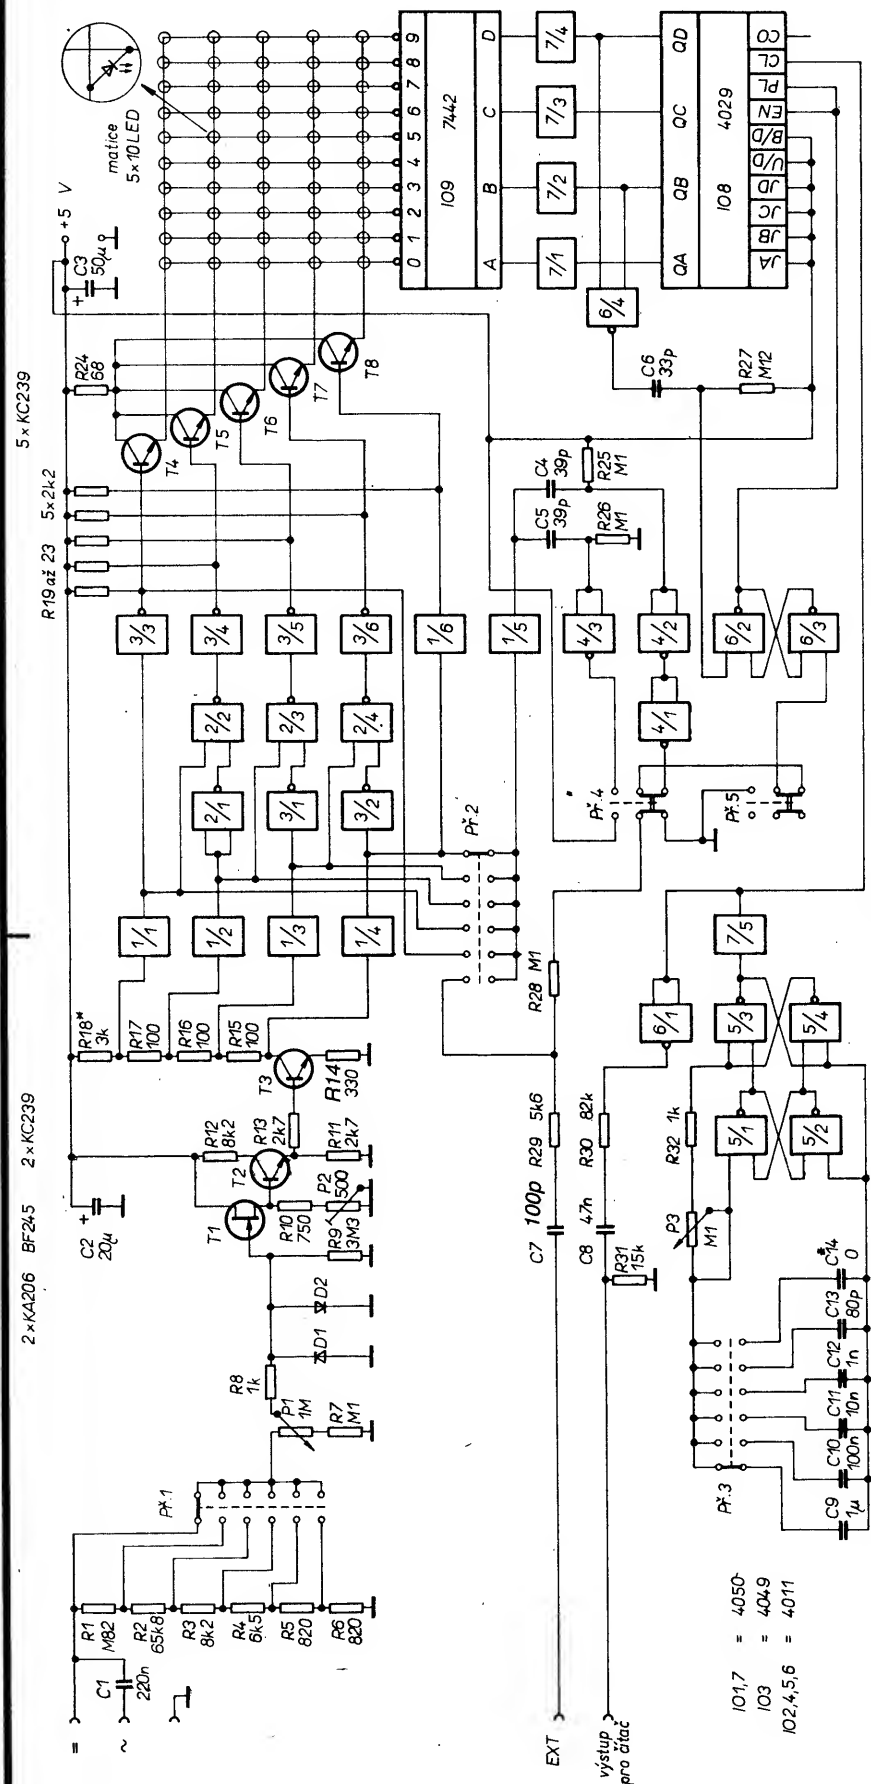 2×KA206 BF245 2×KC239
5×KC239
=
~
C1
220n
R1
M82
R2
65k8
R3
8k2
R4
6k5
R5
820
R6
820
Př.1
P1
1M
R7
M1
R8
1k
D1
D2
R9
3M3
C2
20µ
+
T1
R10
750
P2
500
T2
R12
8k2
R13
2k7
R11
2k7
T3
R14
330
R18*
3k
R17
100
R16
100
R15
100
1/1
1/2
1/3
1/4
2/1
3/1
3/2
2/2
2/3
2/4
3/3
3/4
3/5
3/6
1/6
1/5
R19 až 23
5×2k2
R24
68
T4
T5
T6
T7
T8
+
C3
50µ
+5 V
matice
5×10LED
0 1 2 3 4 5 6 7 8 9
IO9 7442
A B C D
7/1 7/2 7/3 7/4
QA QB QC QD
IO8 4029
JA JB JC JD U/D B/D EN PL CL CO
6/4
C6
33p
R27
M12
C4
39p
R25
M1
C5
39p
R26
M1
4/3
4/2
4/1
6/2
6/3
Př.2
Př.4
Př.5
EXT
C7 100p
R29 5k6
R28 M1
výstup
pro čítač
C8 47n
R30 82k
R31
15k
6/1
7/5
5/3
5/4
5/1
5/2
R32 1k
P3
M1
Př.3
C9
1µ
C10
100n
C11
10n
C12
1n
C13
80p
C14*
0
IO1,7 = 4050
IO3 = 4049
IO2,4,5,6 = 4011